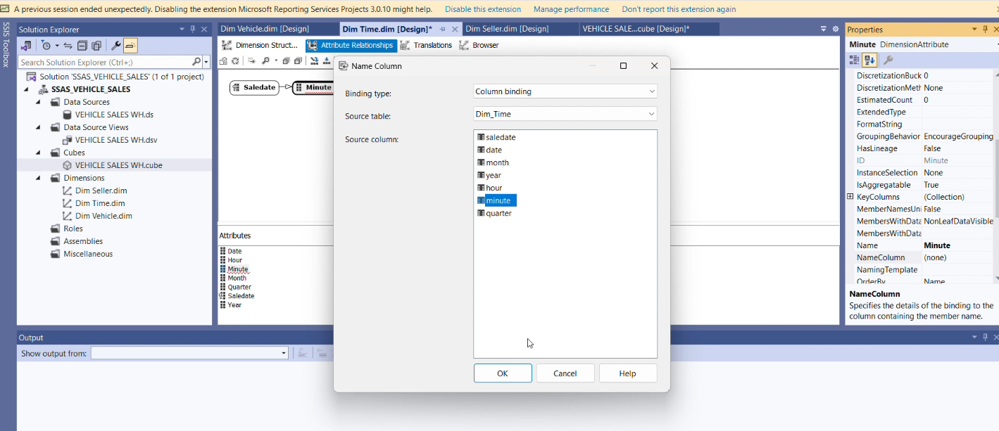 A previous session ended unexpectedly. Disabling the extension Microsoft Reporting Services Projects 3.0.10 might help. Disable this extension Manage performance Don't report this extension again
SSIS Toolbox
Solution Explorer
Search Solution Explorer (Ctrl+;)
Solution 'SSAS_VEHICLE_SALES' (1 of 1 project)
SSAS_VEHICLE_SALES
Data Sources
VEHICLE SALES WH.ds
Data Source Views
VEHICLE SALES WH.dsv
Cubes
VEHICLE SALES WH.cube
Dimensions
Dim Seller.dim
Dim Time.dim
Dim Vehicle.dim
Roles
Assemblies
Miscellaneous
Dim Vehicle.dim [Design] Dim Time.dim [Design]* Dim Seller.dim [Design] VEHICLE SALE...cube [Design]*
Dimension Struct... Attribute Relationships Translations Browser
Saledate Minute
Attributes
Date
Hour
Minute
Month
Quarter
Saledate
Year
Name Column
Binding type: Column binding
Source table: Dim_Time
Source column:
saledate
date
month
year
hour
minute
quarter
OK Cancel Help
Properties
Minute DimensionAttribute
DiscretizationBuck 0
DiscretizationMeth None
EstimatedCount 0
ExtendedType
FormatString
GroupingBehavior EncourageGrouping
HasLineage False
ID Minute
InstanceSelection None
IsAggregatable True
KeyColumns (Collection)
MemberNamesUni False
MembersWithData NonLeafDataVisible
MembersWithData
Name Minute
NameColumn (none)
NamingTemplate
OrderBy Name
NameColumn
Specifies the details of the binding to the
column containing the member name.
Output
Show output from: